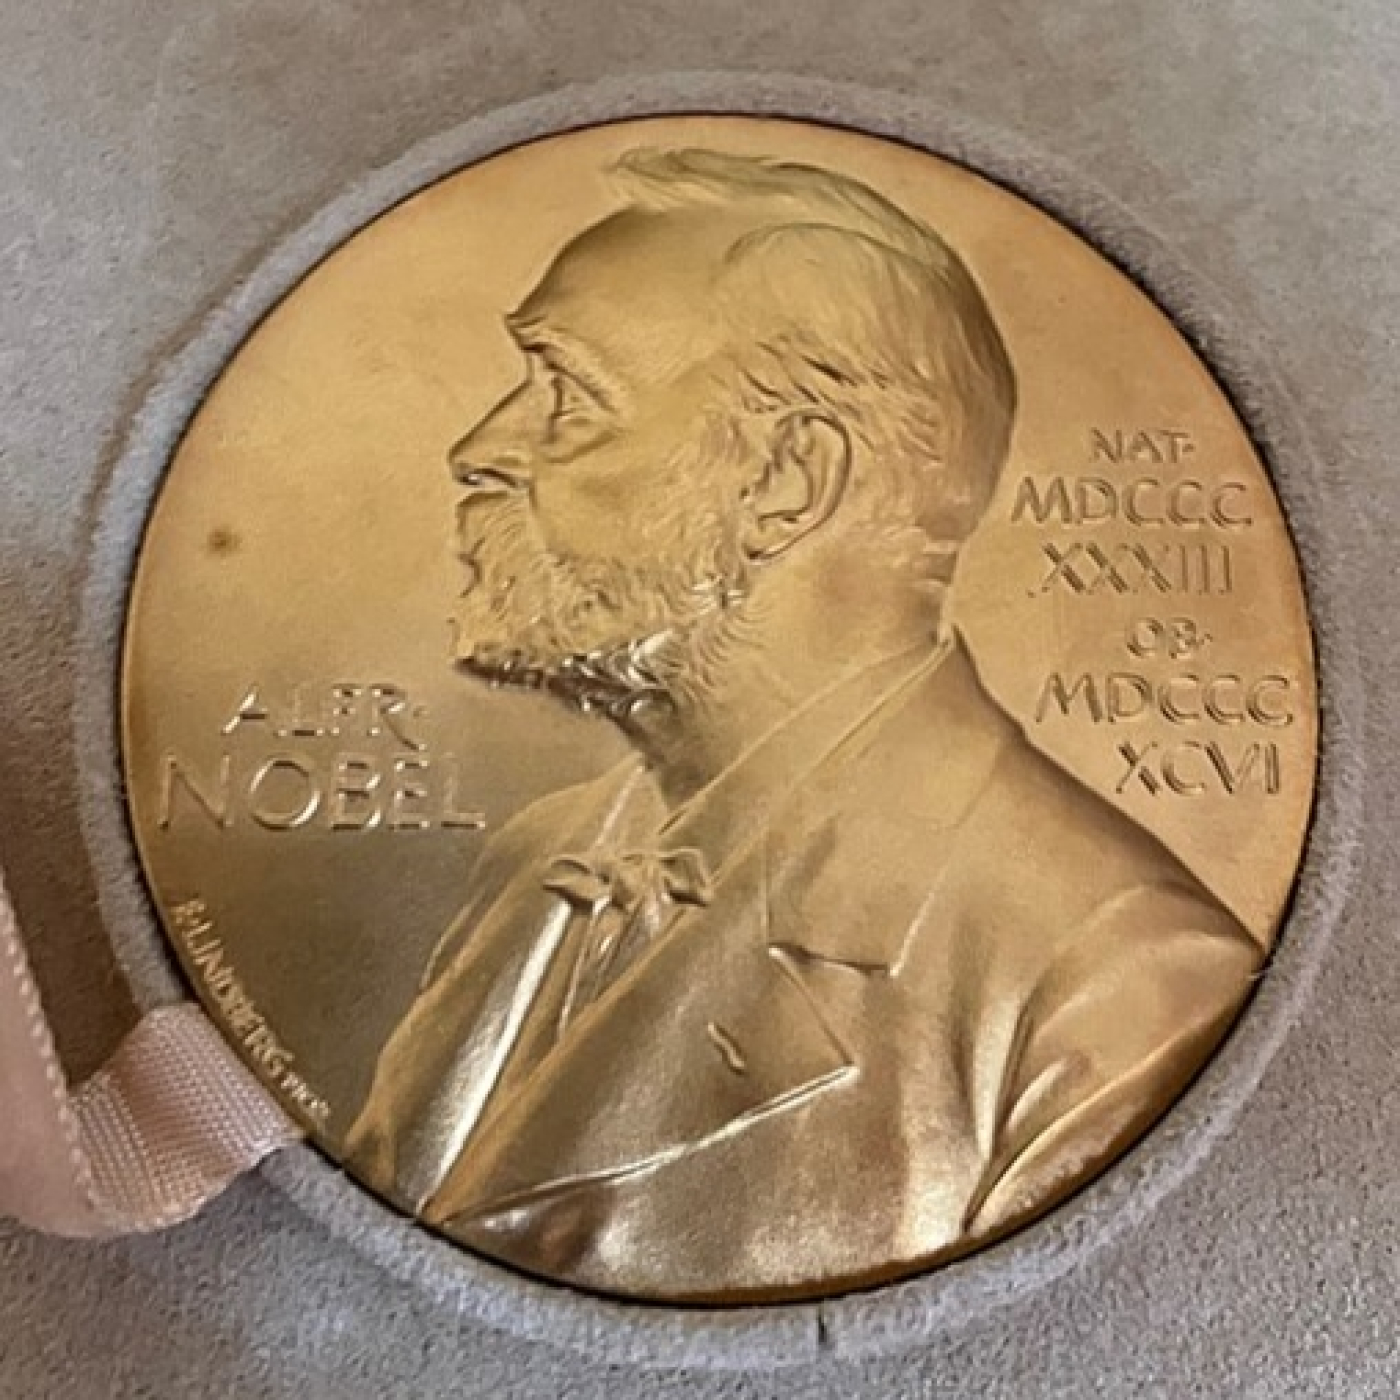 ALFR·
NOBEL
NAT·
MDCCC
XXXIII
OB·
MDCCC
XCVI
E·LINDBERG